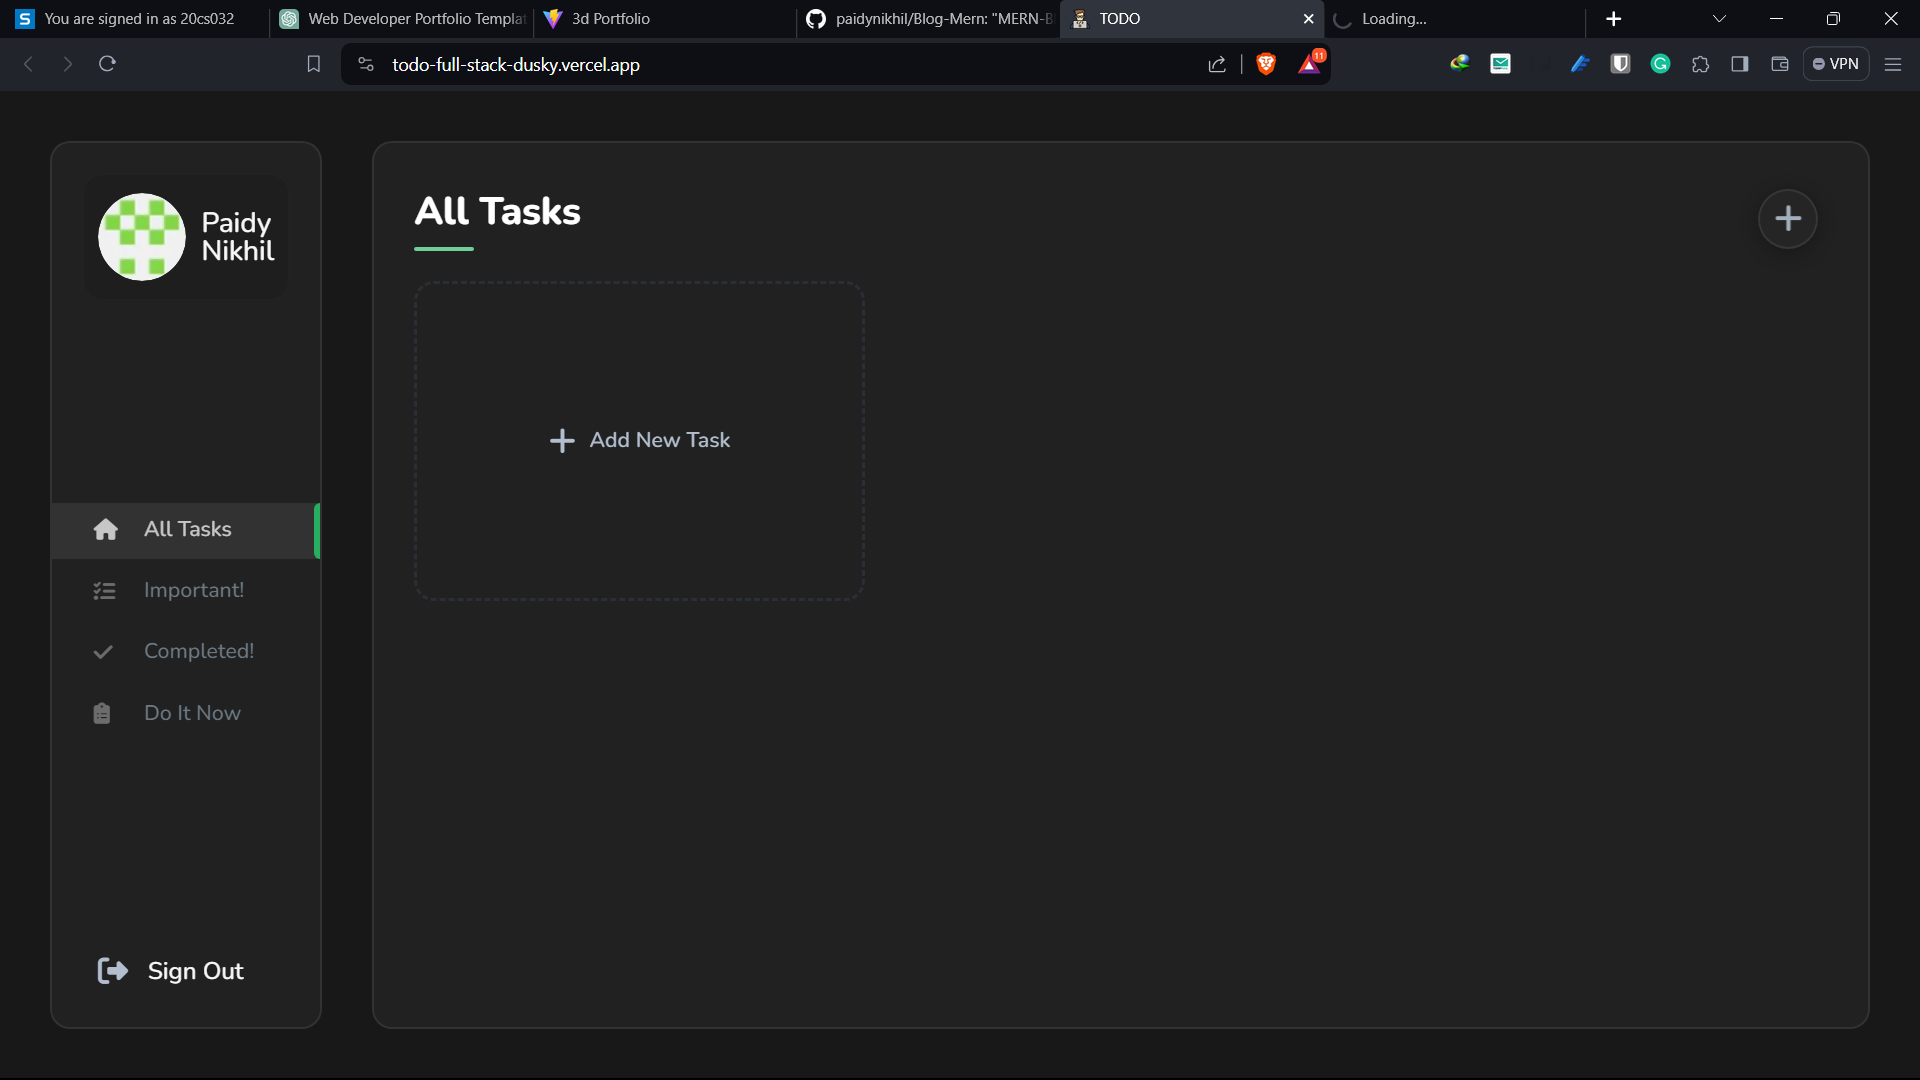 You are signed in as 20cs032
Web Developer Portfolio Templat
3d Portfolio
paidynikhil/Blog-Mern: "MERN-B
TODO
Loading...
todo-full-stack-dusky.vercel.app
11
VPN
Paidy
Nikhil
All Tasks
Important!
Completed!
Do It Now
Sign Out
All Tasks
Add New Task